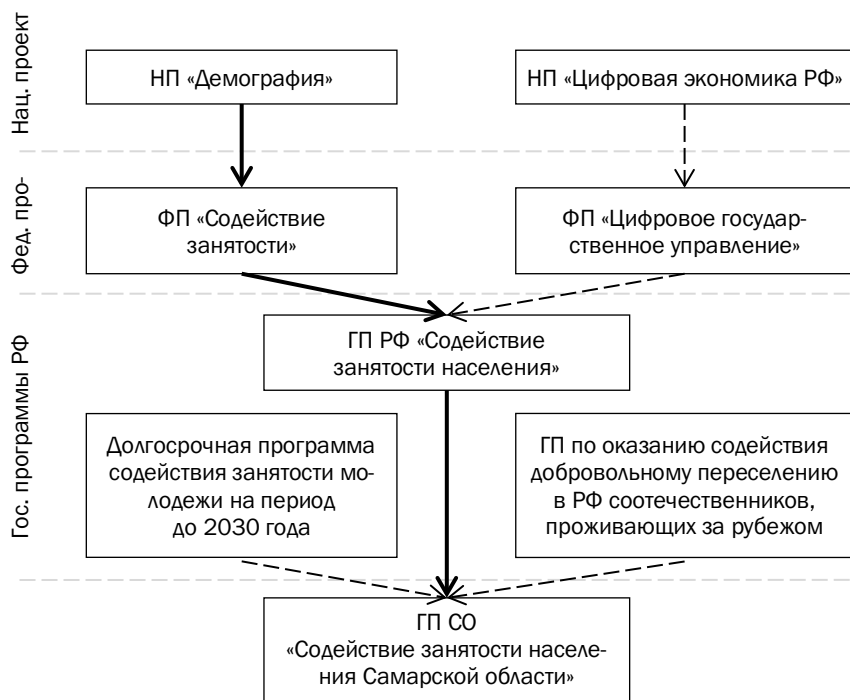 Нац. проект
НП «Демография»
НП «Цифровая экономика РФ»
Фед. про-
ФП «Содействие
занятости»
ФП «Цифровое государ-
ственное управление»
Гос. программы РФ
ГП РФ «Содействие
занятости населения»
Долгосрочная программа
содействия занятости мо-
лодежи на период
до 2030 года
ГП по оказанию содействия
добровольному переселению
в РФ соотечественников,
проживающих за рубежом
ГП СО
«Содействие занятости населе-
ния Самарской области»